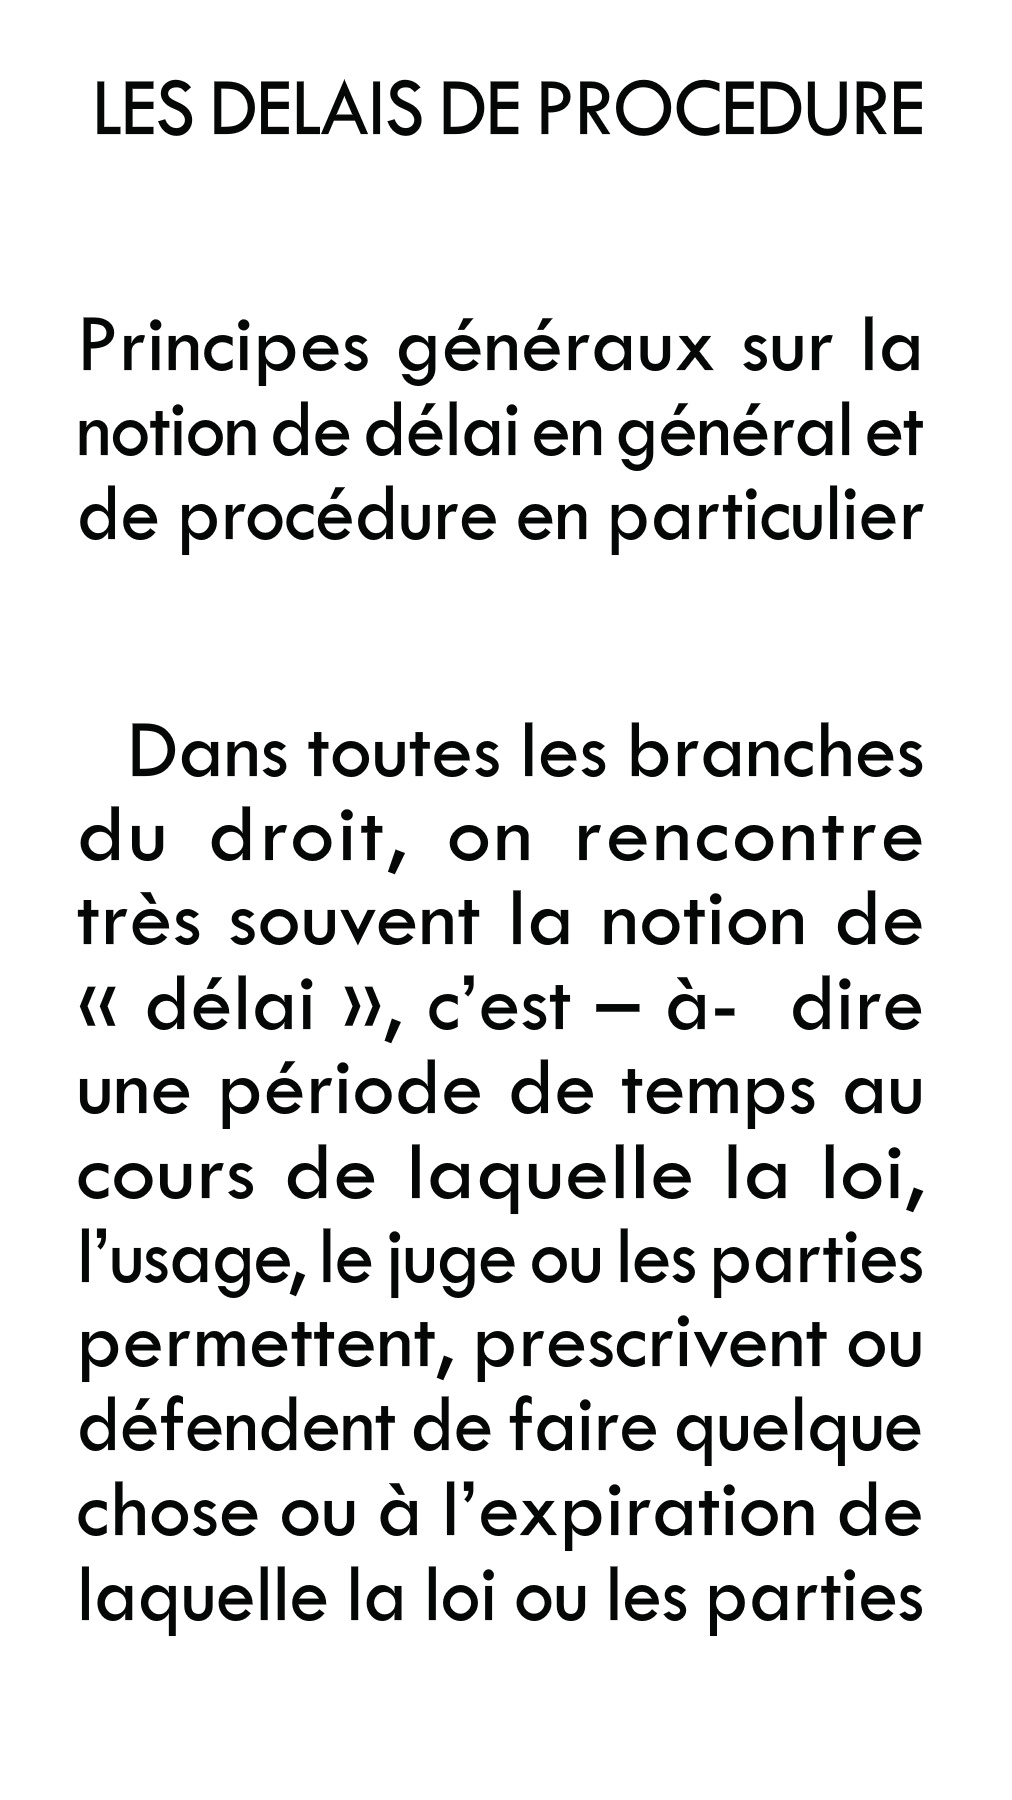 LES DELAIS DE PROCEDURE
Principes généraux sur la
notion de délai en général et
de procédure en particulier
Dans toutes les branches
du droit, on rencontre
très souvent la notion de
« délai », c’est – à- dire
une période de temps au
cours de laquelle la loi,
l’usage, le juge ou les parties
permettent, prescrivent ou
défendent de faire quelque
chose ou à l’expiration de
laquelle la loi ou les parties